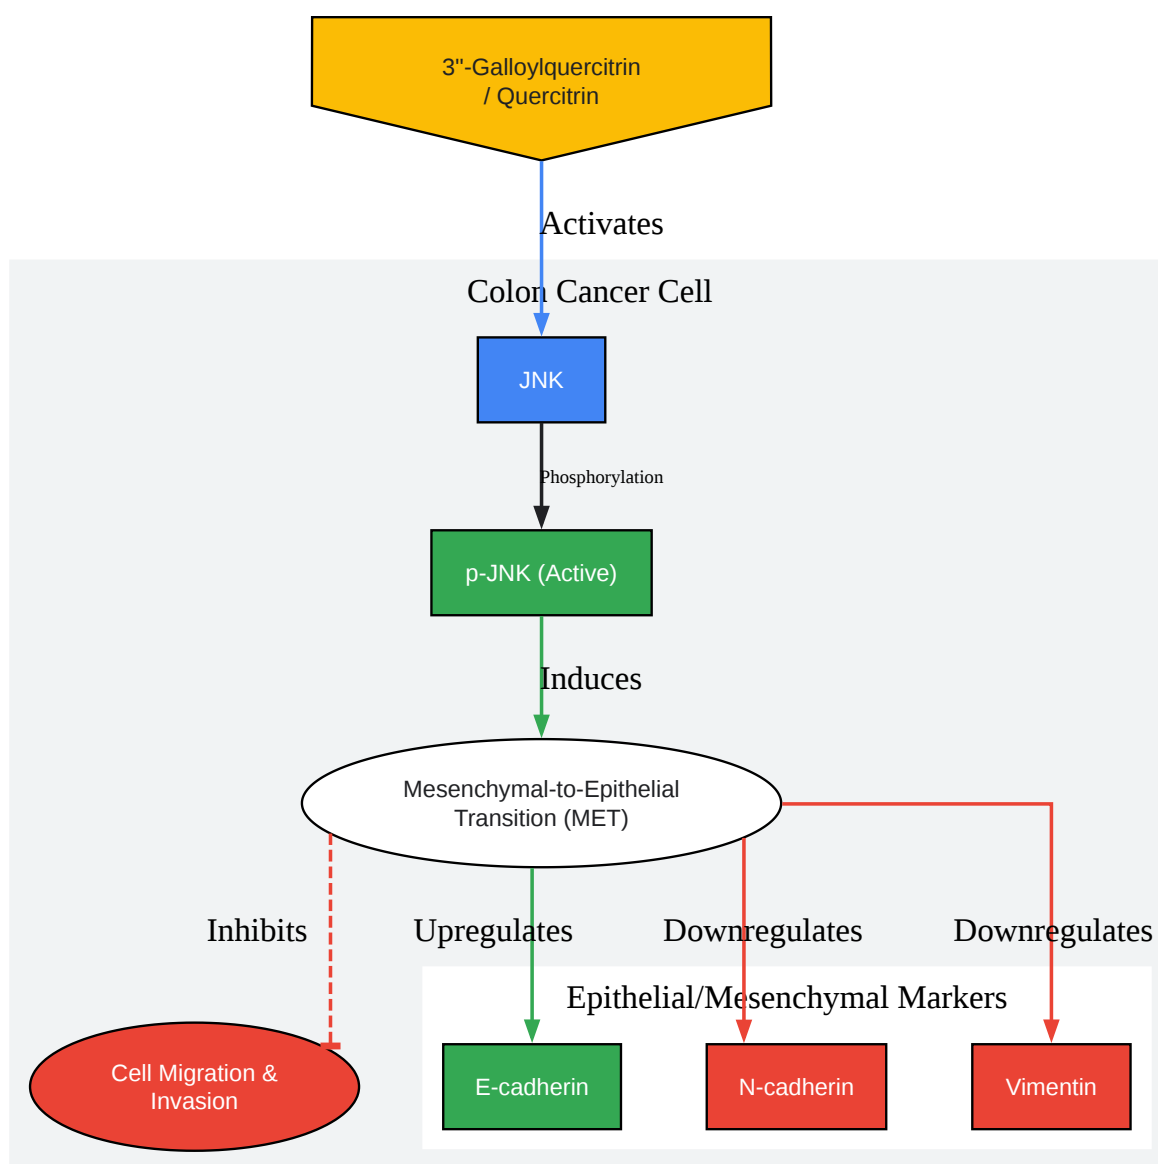 3"-Galloylquercitrin
/ Quercitrin
Activates
Colon Cancer Cell
JNK
Phosphorylation
p-JNK (Active)
Induces
Mesenchymal-to-Epithelial
Transition (MET)
Inhibits
Upregulates
Downregulates
Downregulates
Epithelial/Mesenchymal Markers
Cell Migration &
Invasion
E-cadherin
N-cadherin
Vimentin